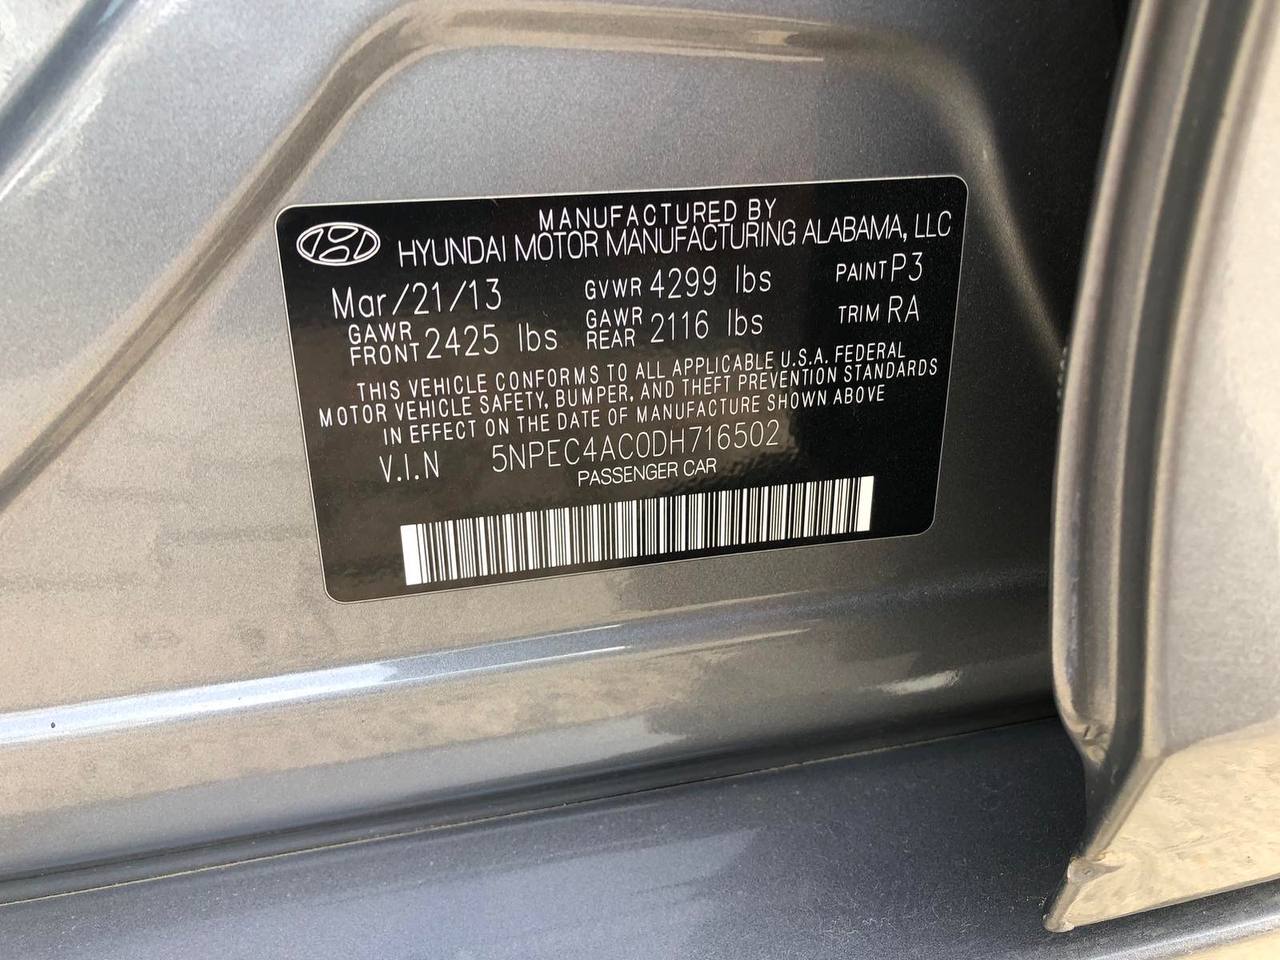 MANUFACTURED BY
HYUNDAI MOTOR MANUFACTURING ALABAMA, LLC
Mar/21/13 GVWR 4299 lbs PAINT P3
GAWR FRONT 2425 lbs GAWR REAR 2116 lbs TRIM RA
THIS VEHICLE CONFORMS TO ALL APPLICABLE U.S.A. FEDERAL
MOTOR VEHICLE SAFETY, BUMPER, AND THEFT PREVENTION STANDARDS
IN EFFECT ON THE DATE OF MANUFACTURE SHOWN ABOVE
V.I.N 5NPEC4AC0DH716502
PASSENGER CAR